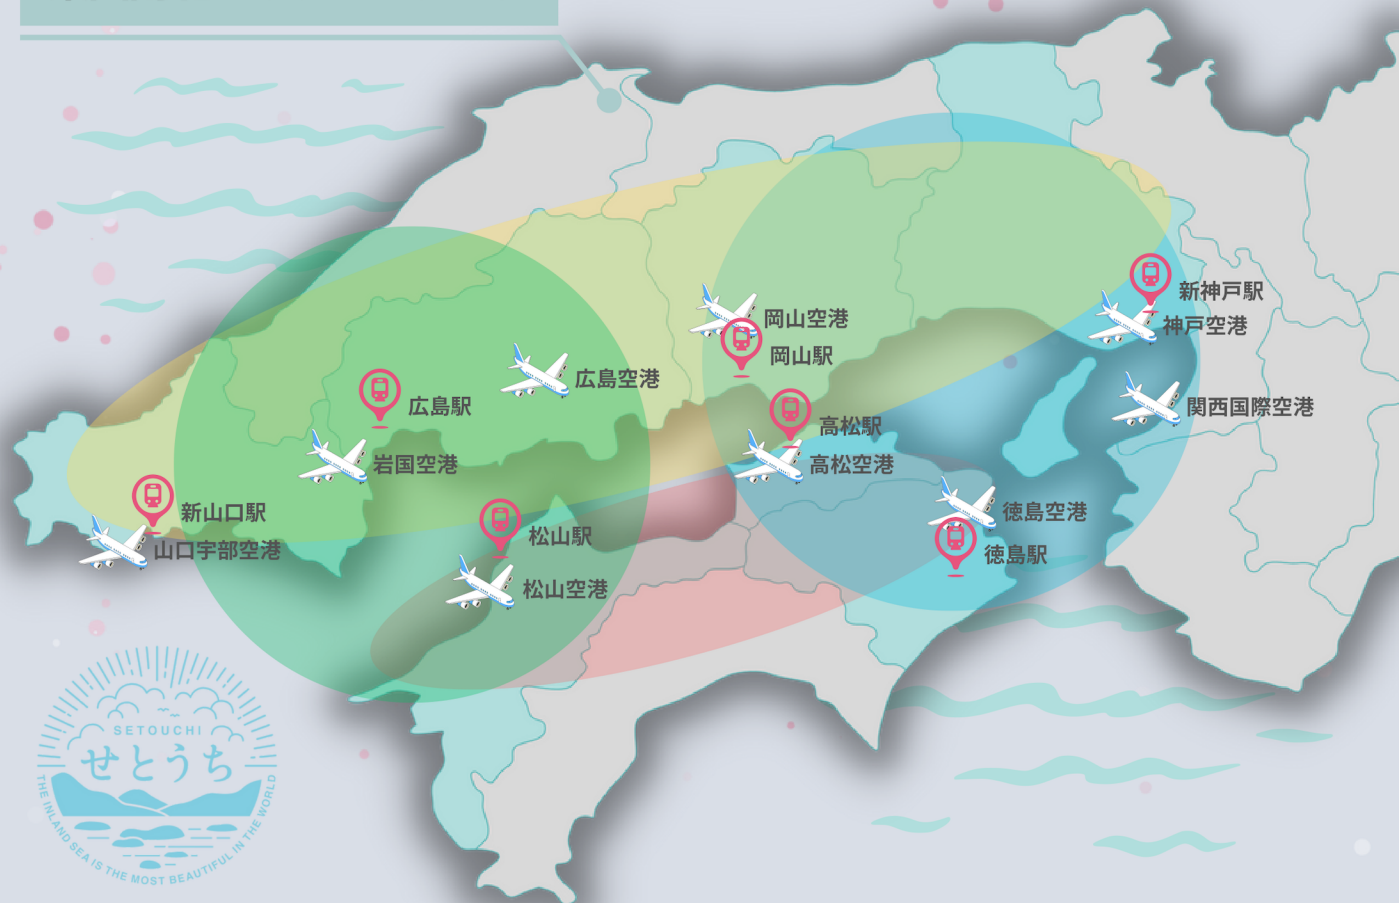 新神戸駅
神戸空港
岡山空港
岡山駅
広島空港
関西国際空港
広島駅
高松駅
岩国空港
高松空港
新山口駅
徳島空港
松山駅
山口宇部空港
徳島駅
松山空港
SETOUCHI
せとうち
THE INLAND SEA IS THE MOST BEAUTIFUL IN THE WORLD